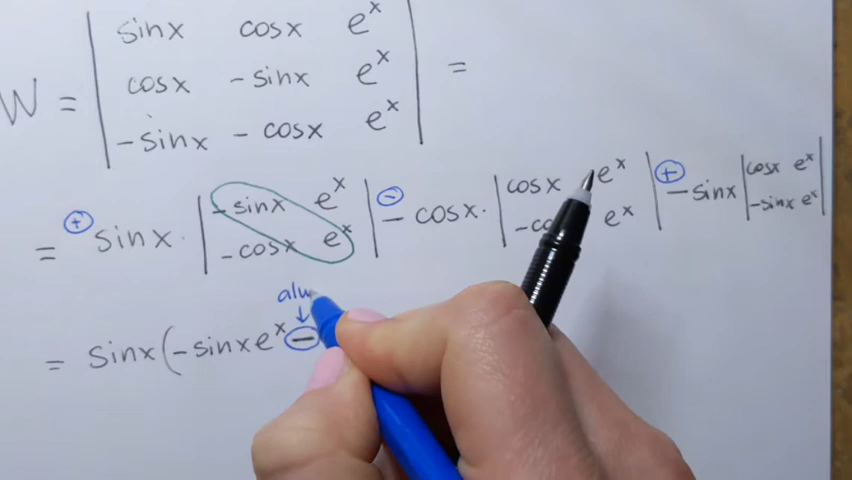 sinx cosx e^x
W = | cosx -sinx e^x | =
-sinx - cosx e^x
= ⊕ sinx · | -sinx e^x | ⊖ - cosx · | cosx e^x | ⊕ - sinx | cosx e^x |
-cosx e^x e^x -sinx e^x
alw
↓
= sinx (-sinx e^x ⊖